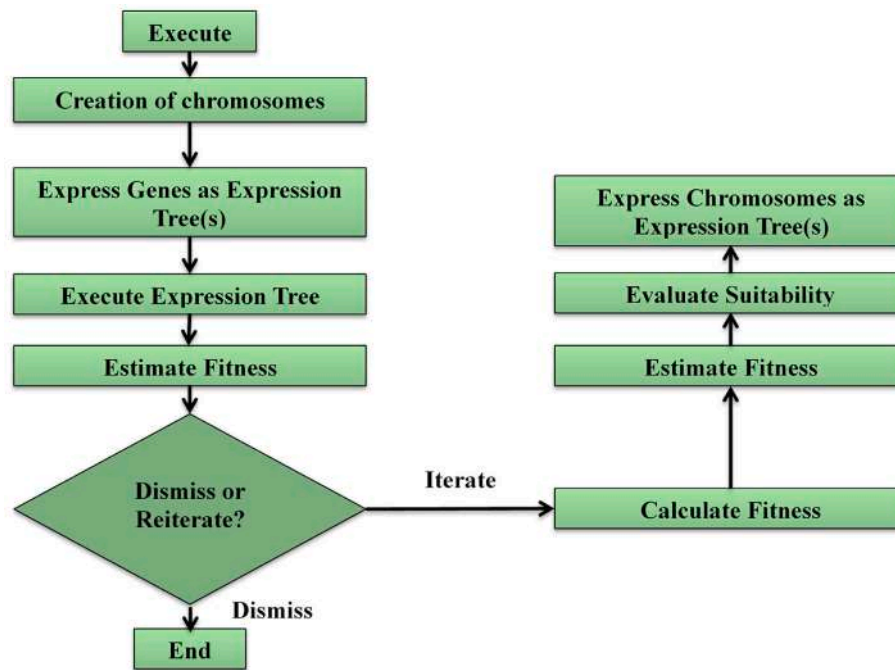 Execute
Creation of chromosomes
Express Genes as Expression
Tree(s)
Execute Expression Tree
Estimate Fitness
Dismiss or
Reiterate?
Dismiss
End
Iterate
Express Chromosomes as
Expression Tree(s)
Evaluate Suitability
Estimate Fitness
Calculate Fitness